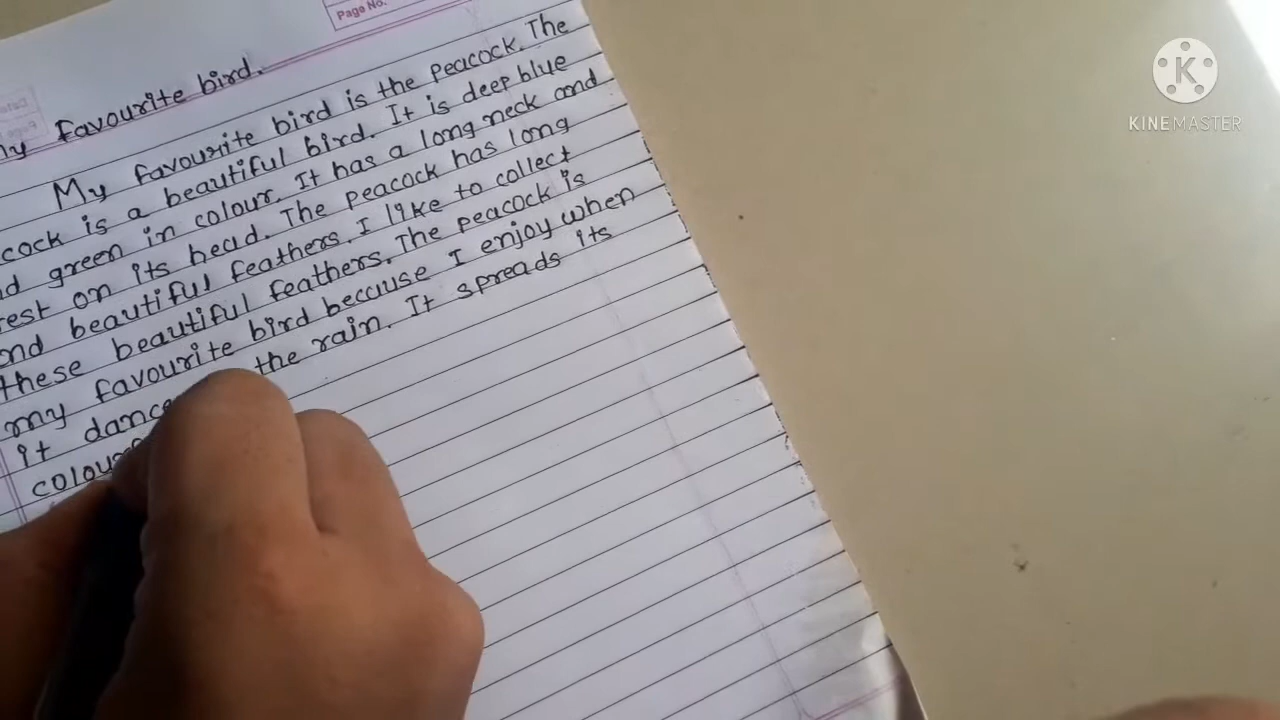 Page No.
My favourite bird.
My favourite bird is the peacock. The
cock is a beautiful bird. It is deep blue
nd green in colour. It has a long neck and
rest on its head. The peacock has long
and beautiful feathers. I like to collect
these beautiful feathers. The peacock is
my favourite bird because I enjoy when
it dance the rain. It spreads its
colour
KINEMASTER